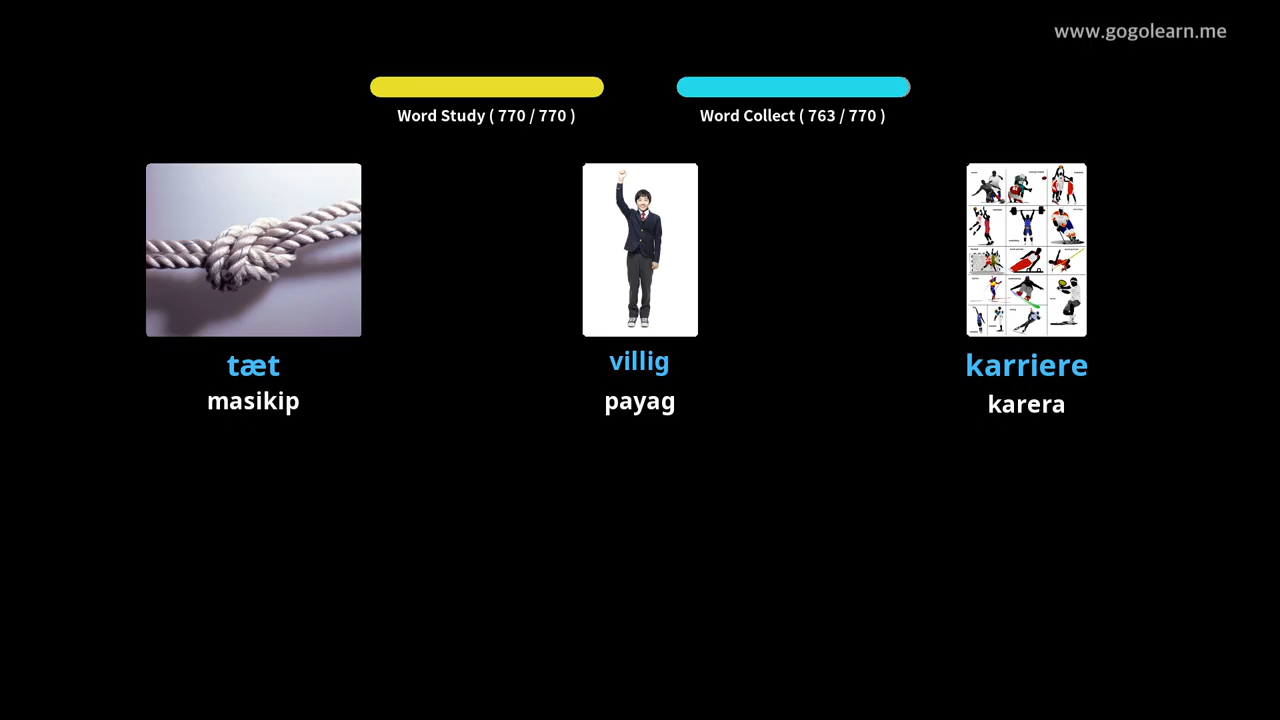 www.gogolearn.me
Word Study ( 770 / 770 )
Word Collect ( 763 / 770 )
tæt
villig
karriere
masikip
payag
karera